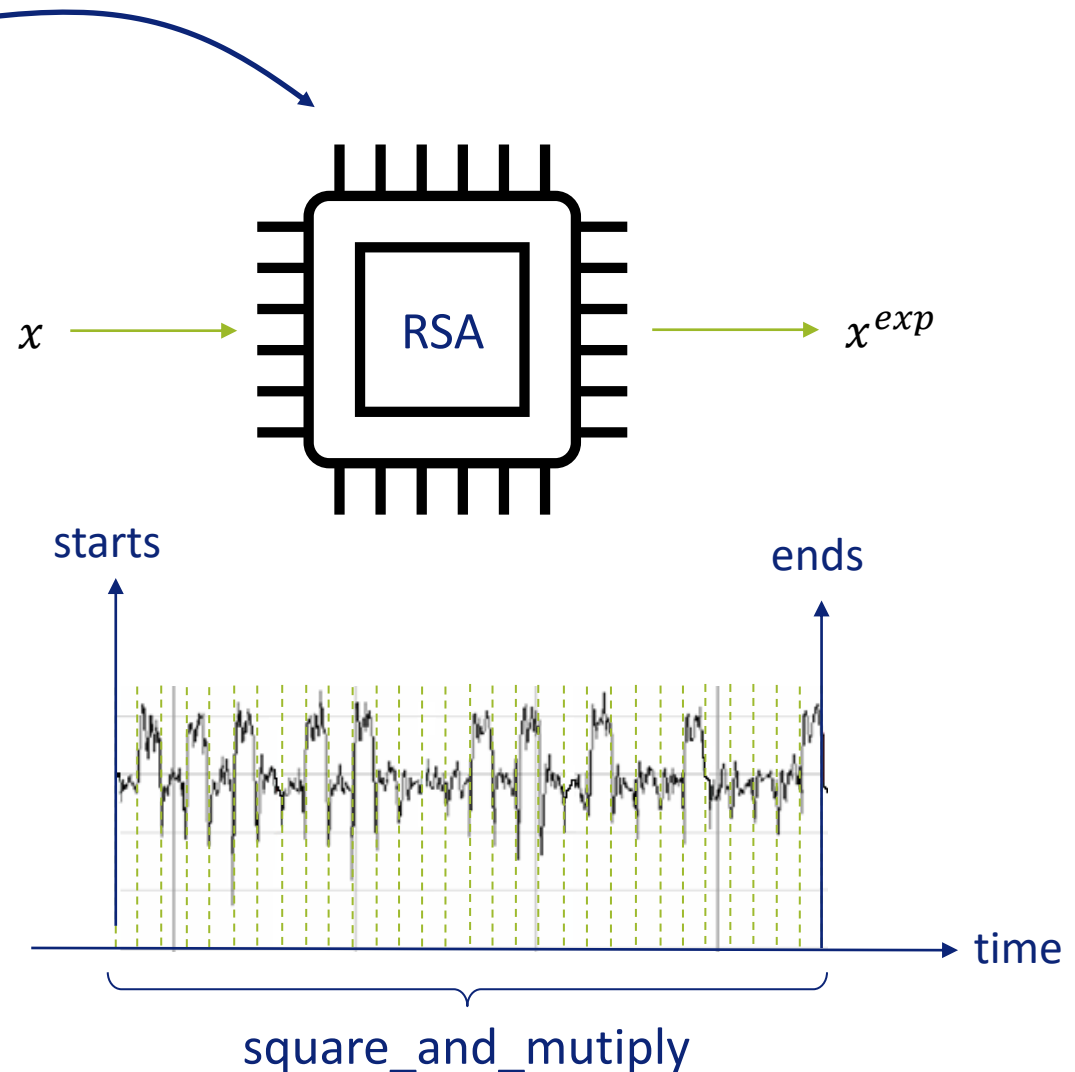 RSA
x
x^{exp}
starts
ends
time
square_and_mutiply